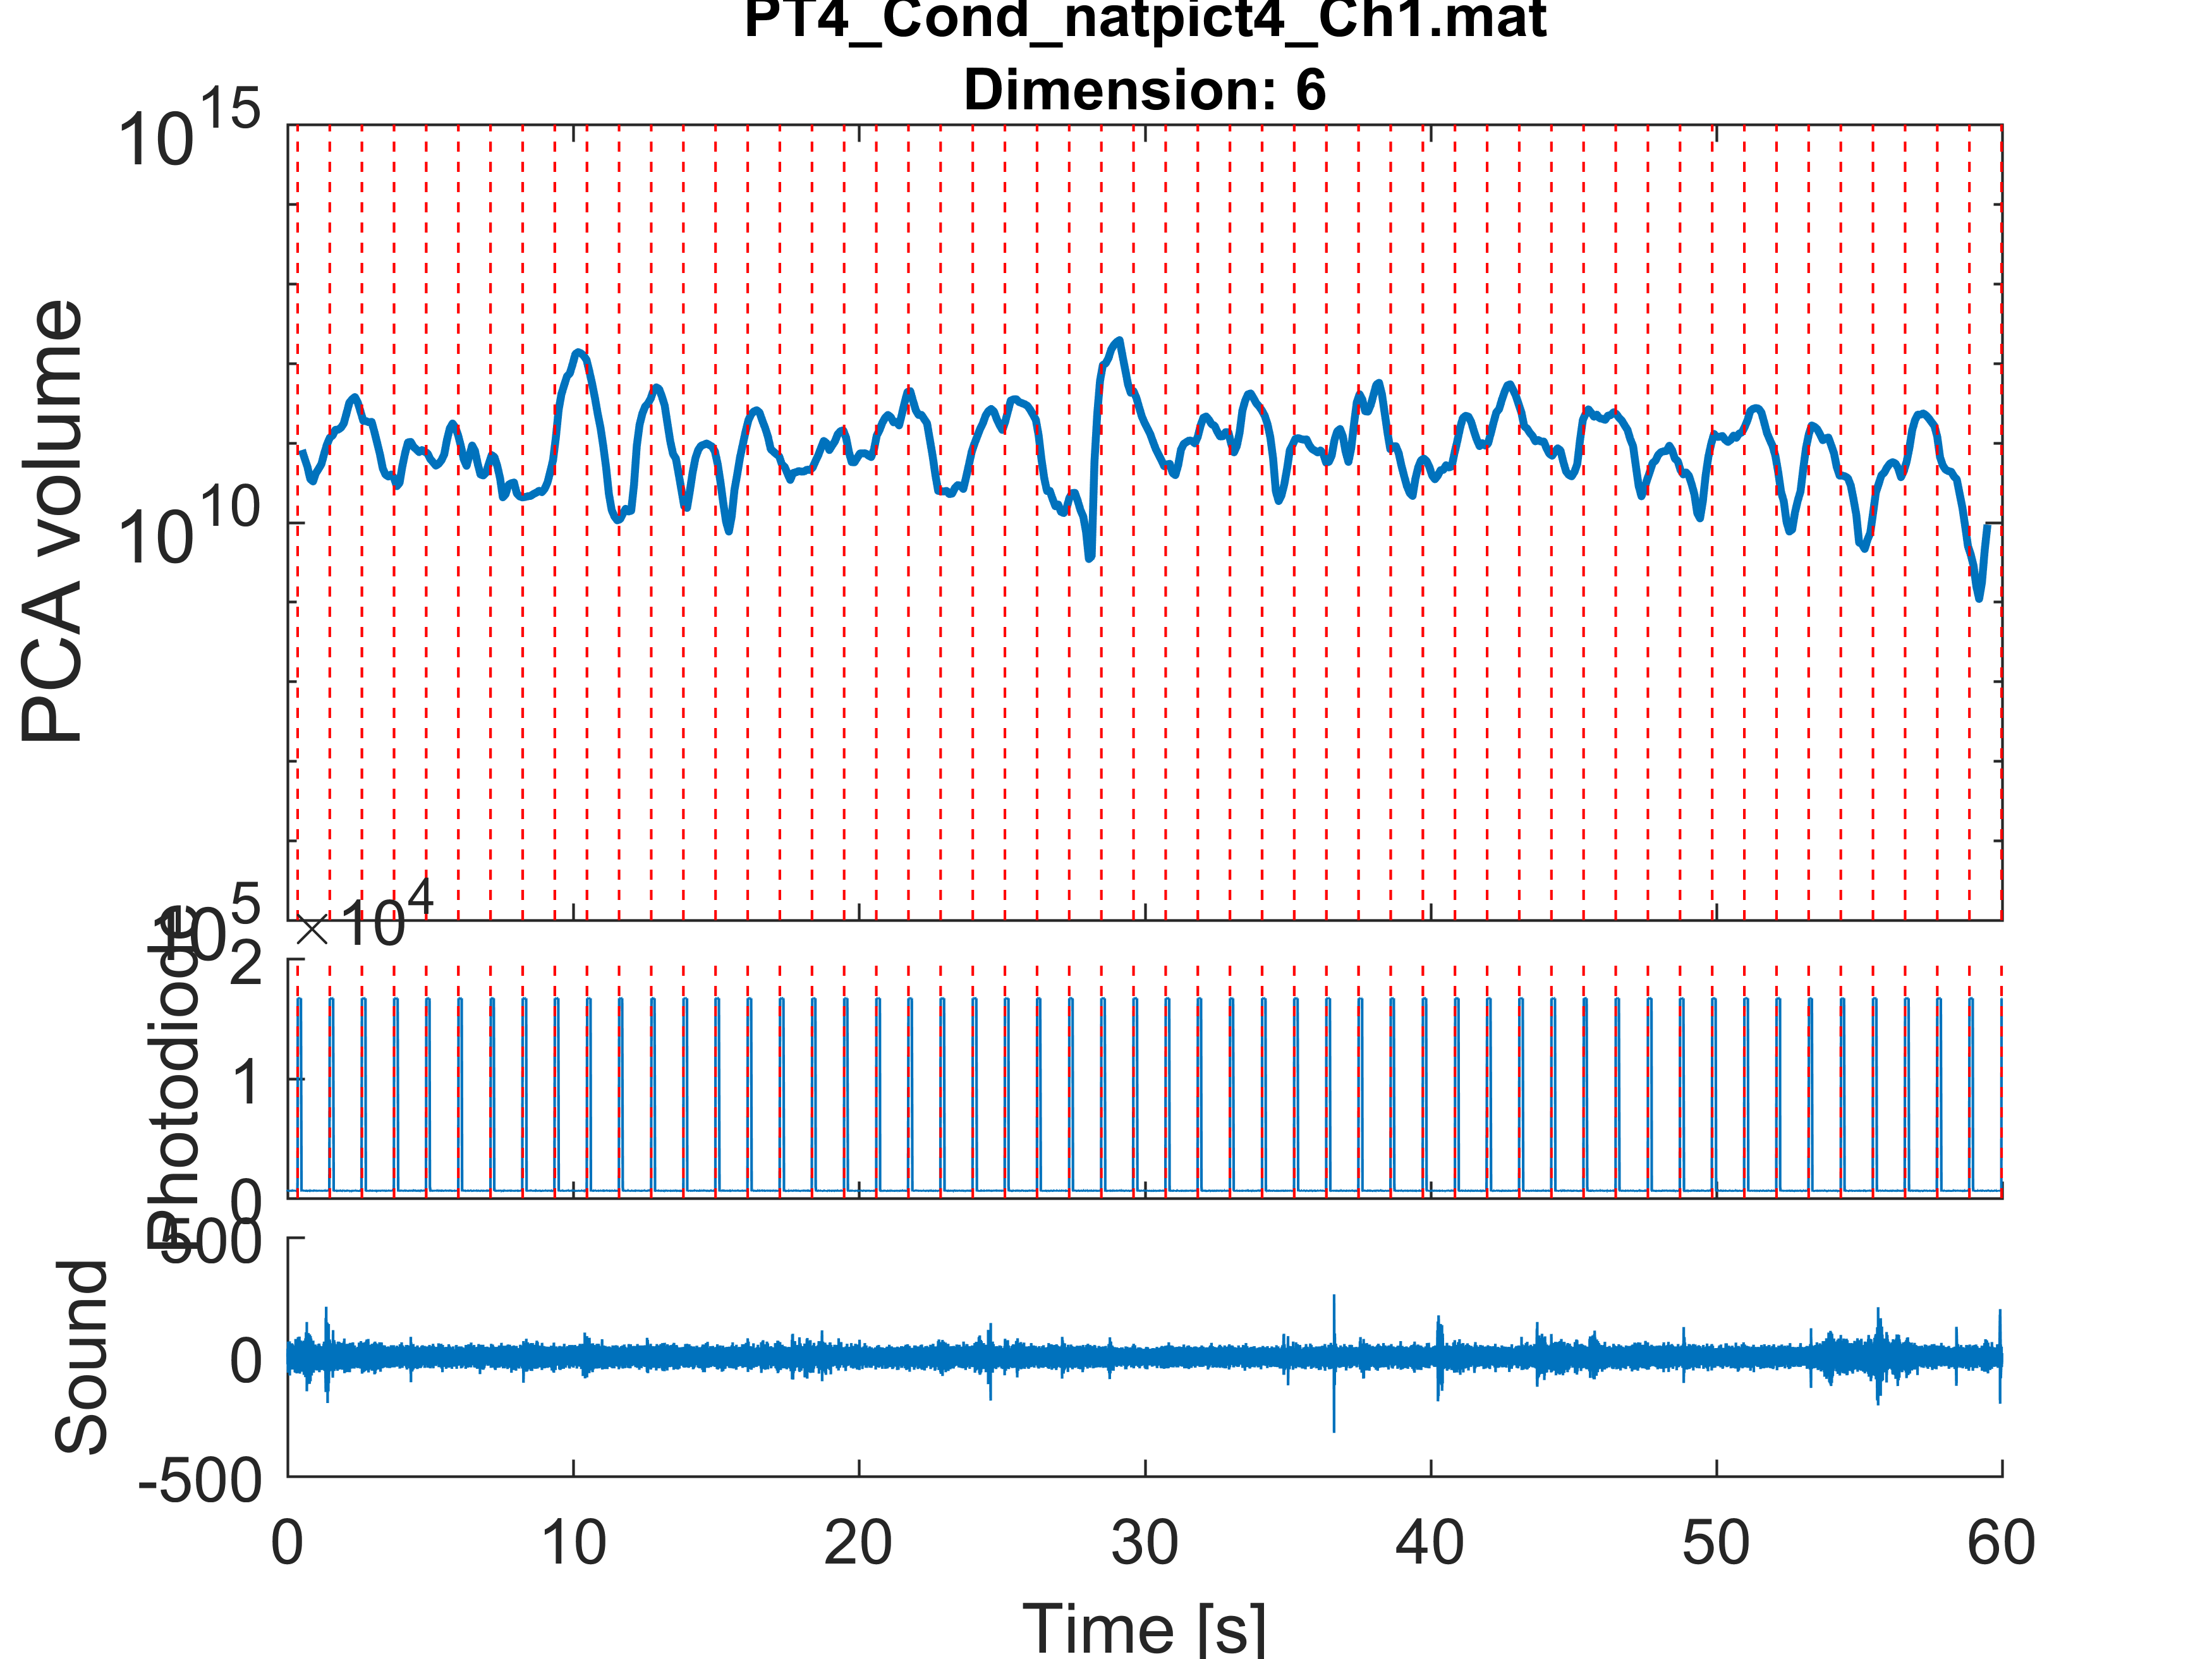 PT4_Cond_natpict4_Ch1.mat
Dimension: 6
10^15
10^10
10^5
PCA volume
×10^4
2
1
0
Photodiode
500
0
-500
Sound
0 10 20 30 40 50 60
Time [s]